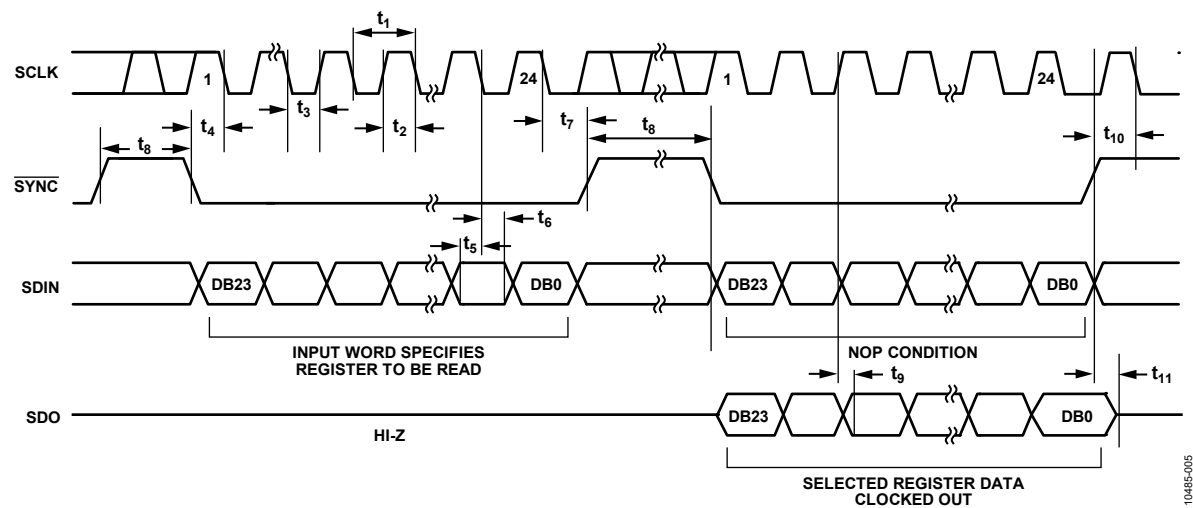 t1
SCLK
1
24
1
24
t3
t2
t4
t7
t8
t10
t8
SYNC
t6
t5
SDIN
DB23
DB0
DB23
DB0
INPUT WORD SPECIFIES
REGISTER TO BE READ
NOP CONDITION
t9
t11
SDO
HI-Z
DB23
DB0
SELECTED REGISTER DATA
CLOCKED OUT
10485-005